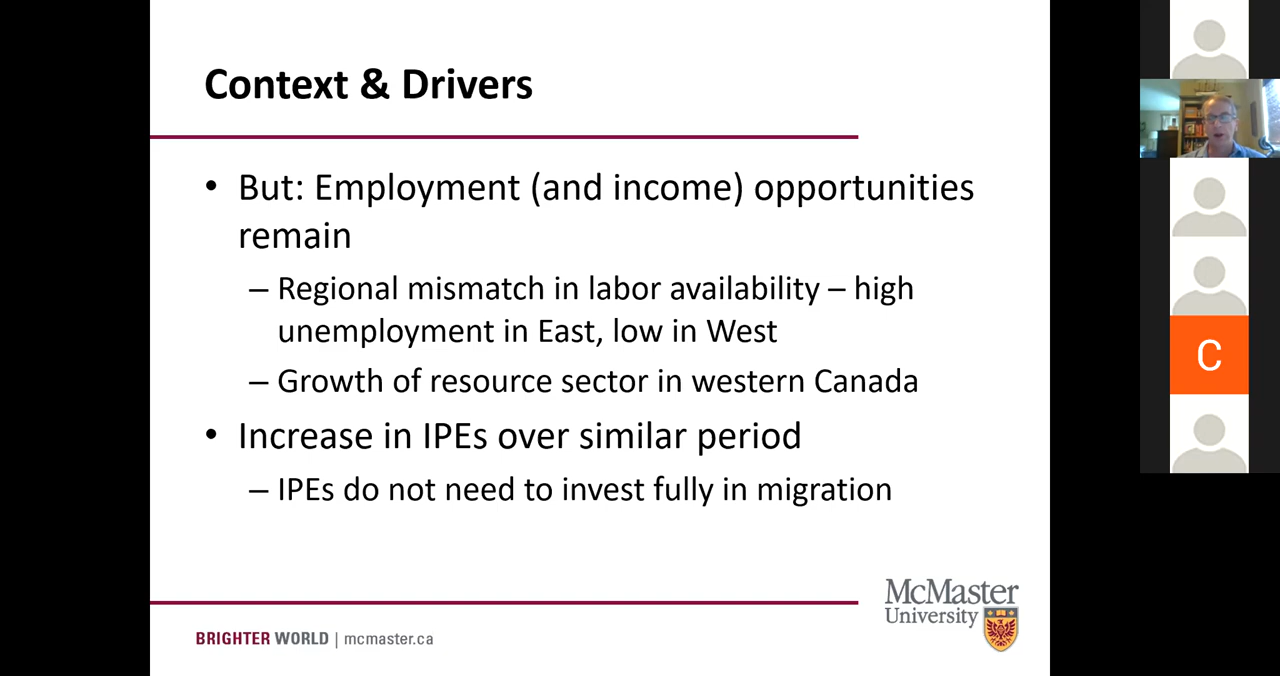 Context & Drivers
• But: Employment (and income) opportunities
remain
– Regional mismatch in labor availability – high
unemployment in East, low in West
– Growth of resource sector in western Canada
• Increase in IPEs over similar period
– IPEs do not need to invest fully in migration
C
McMaster
University
BRIGHTER WORLD | mcmaster.ca